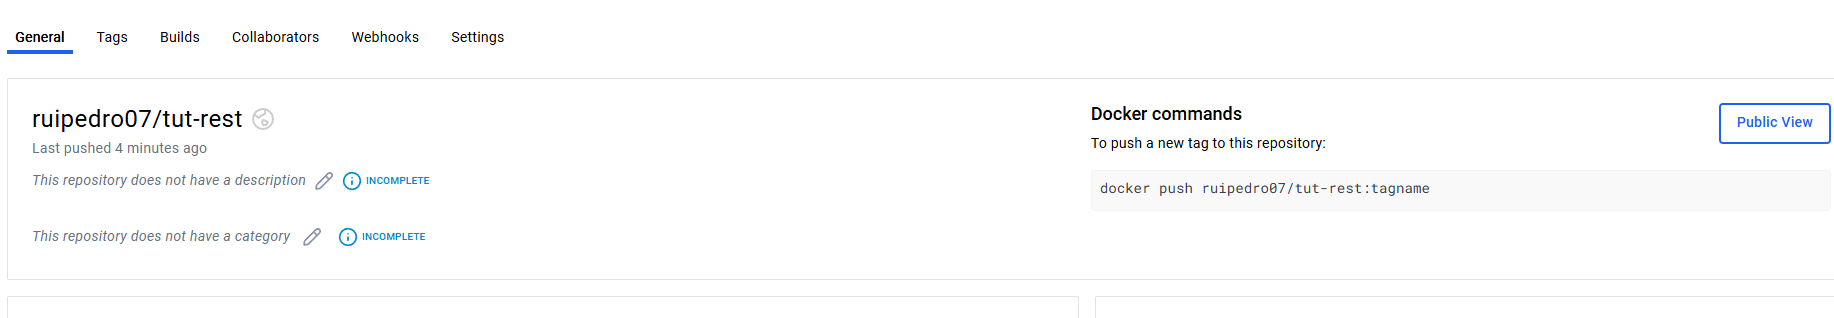 General Tags Builds Collaborators Webhooks Settings
ruipedro07/tut-rest
Last pushed 4 minutes ago
This repository does not have a description INCOMPLETE
This repository does not have a category INCOMPLETE
Docker commands
To push a new tag to this repository:
docker push ruipedro07/tut-rest:tagname
Public View